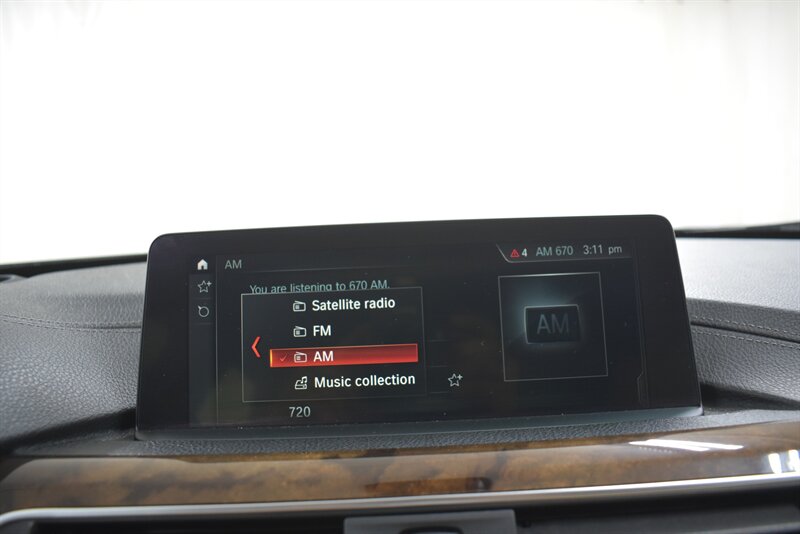 AM
4 AM 670 3:11 pm
You are listening to 670 AM.
Satellite radio
FM
AM
Music collection
720
AM